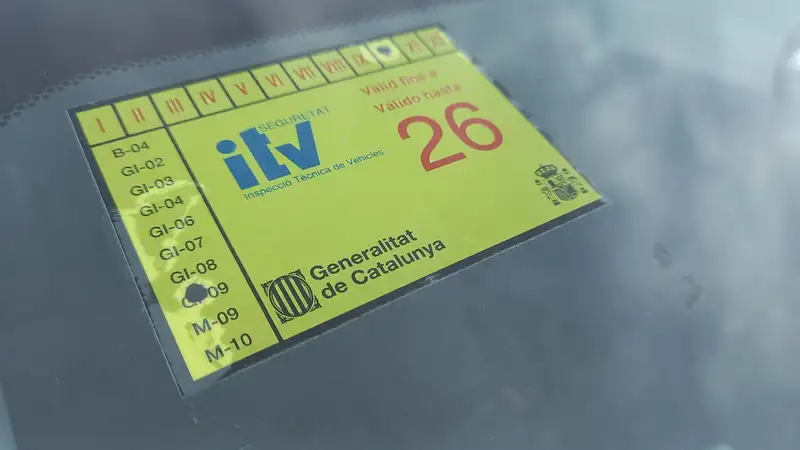 I II III IV V VI VII VIII IX XI XII
Vàlid fins a
Válido hasta
26
SEGURETAT
itv
Inspecció Tècnica de Vehicles
B-04
GI-02
GI-03
GI-04
GI-06
GI-07
GI-08
GI-09
M-09
M-10
Generalitat
de Catalunya